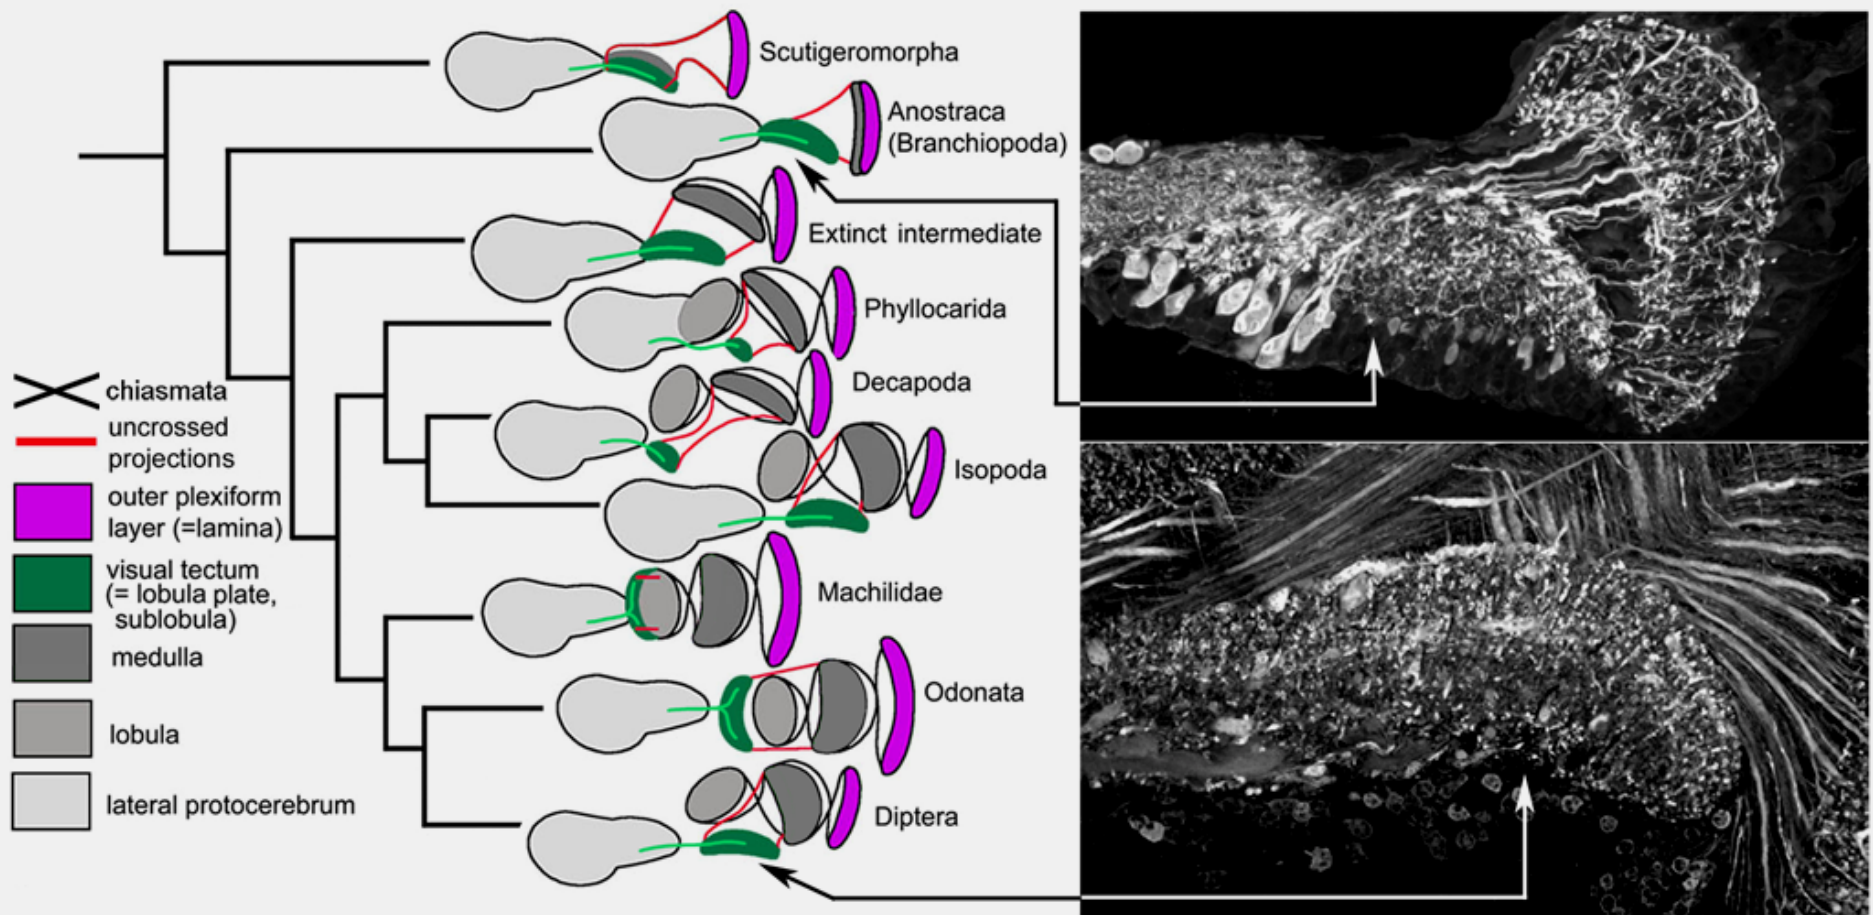 Scutigeromorpha
Anostraca
(Branchiopoda)
Extinct intermediate
Phyllocarida
Decapoda
Isopoda
Machilidae
Odonata
Diptera
chiasmata
uncrossed
projections
outer plexiform
layer (=lamina)
visual tectum
(= lobula plate,
sublobula)
medulla
lobula
lateral protocerebrum